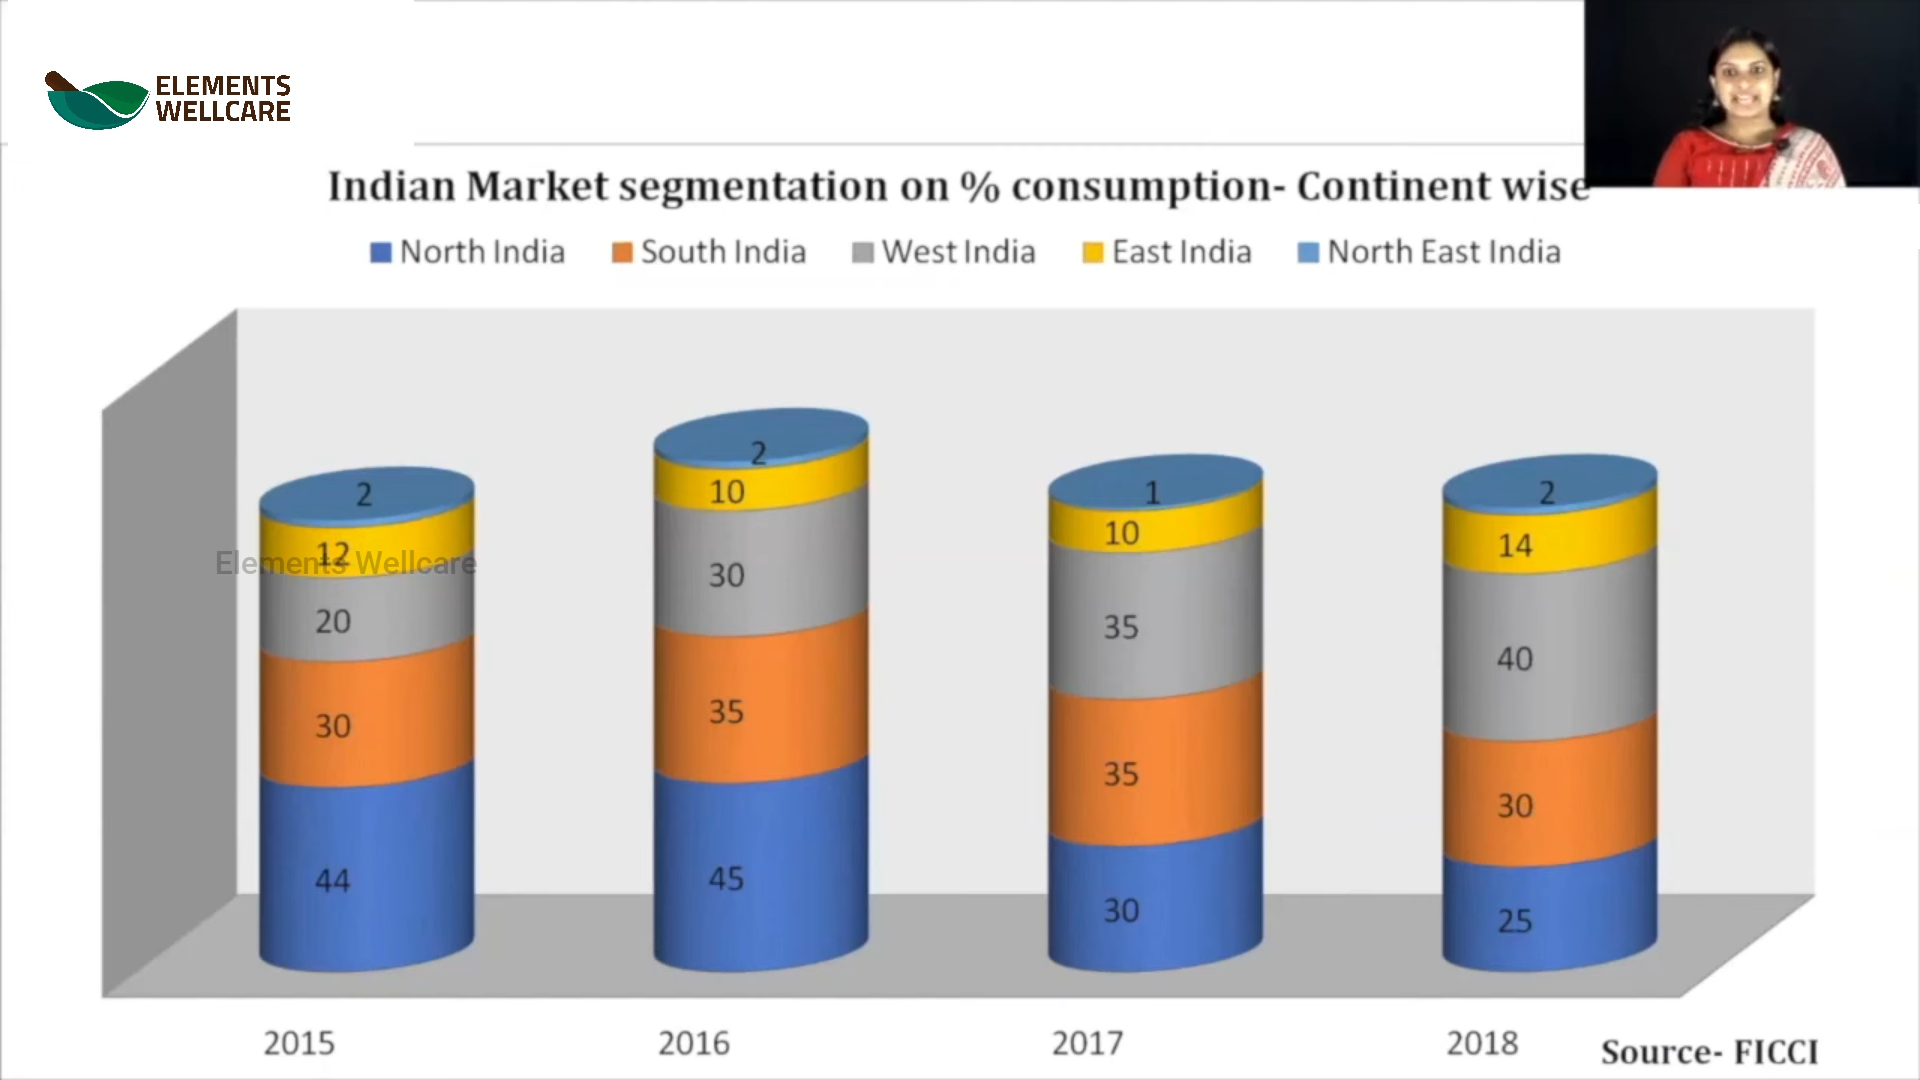 ELEMENTS
WELLCARE
Indian Market segmentation on % consumption- Continent wise
North India South India West India East India North East India
2 2 1 2
12 10 10 14
20 30 35 40
30 35 35 30
44 45 30 25
Elements Wellcare
2015 2016 2017 2018
Source- FICCI